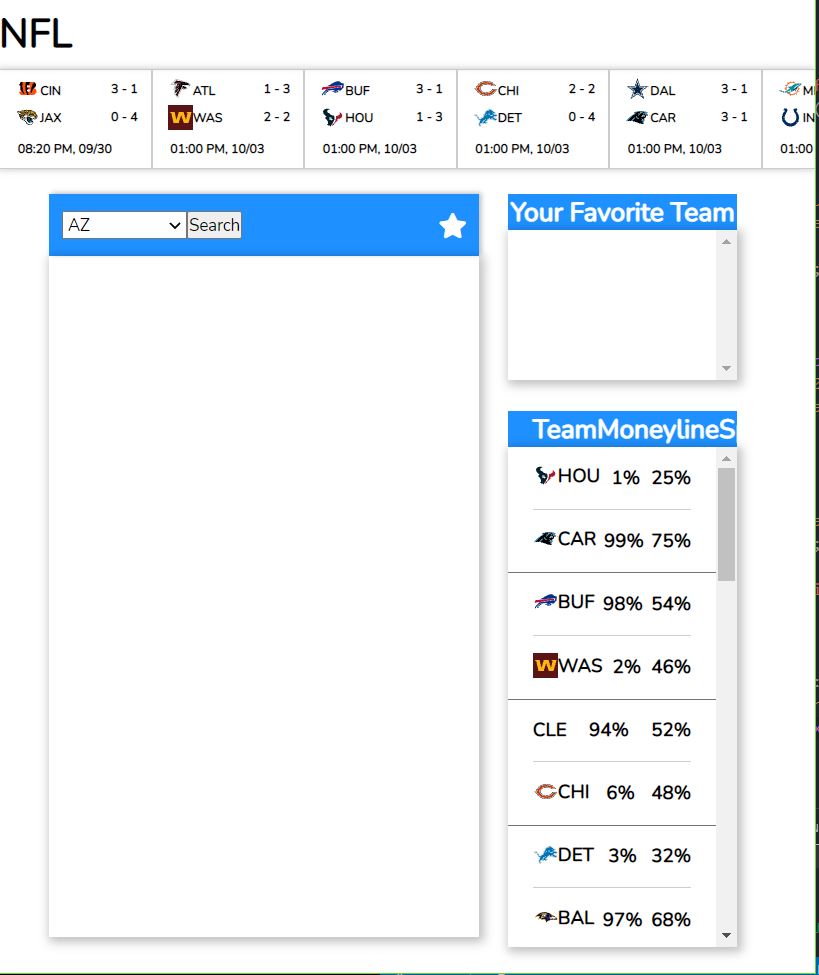 NFL
CIN 3 - 1 ATL 1 - 3 BUF 3 - 1 CHI 2 - 2 DAL 3 - 1
JAX 0 - 4 WAS 2 - 2 HOU 1 - 3 DET 0 - 4 CAR 3 - 1 IN
08:20 PM, 09/30 01:00 PM, 10/03 01:00 PM, 10/03 01:00 PM, 10/03 01:00 PM, 10/03 01:00
AZ Search
Your Favorite Team
TeamMoneylineS
HOU 1% 25%
CAR 99% 75%
BUF 98% 54%
WAS 2% 46%
CLE 94% 52%
CHI 6% 48%
DET 3% 32%
BAL 97% 68%